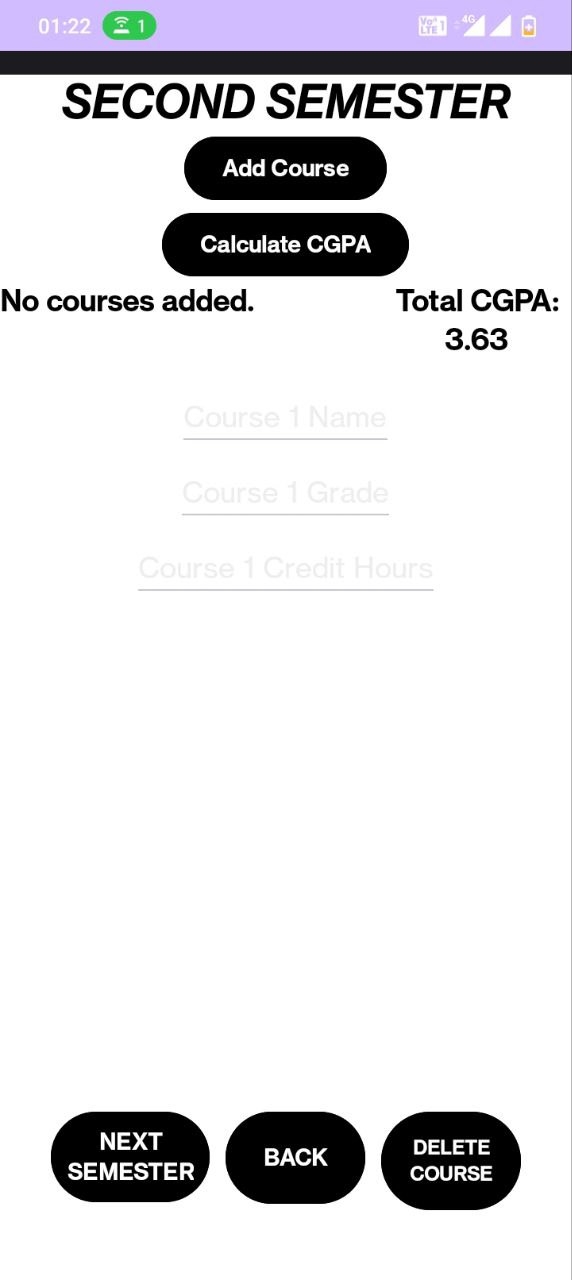 01:22 1 Vo LTE 1 4G
SECOND SEMESTER
Add Course
Calculate CGPA
No courses added. Total CGPA:
3.63
Course 1 Name
Course 1 Grade
Course 1 Credit Hours
NEXT
SEMESTER
BACK
DELETE
COURSE